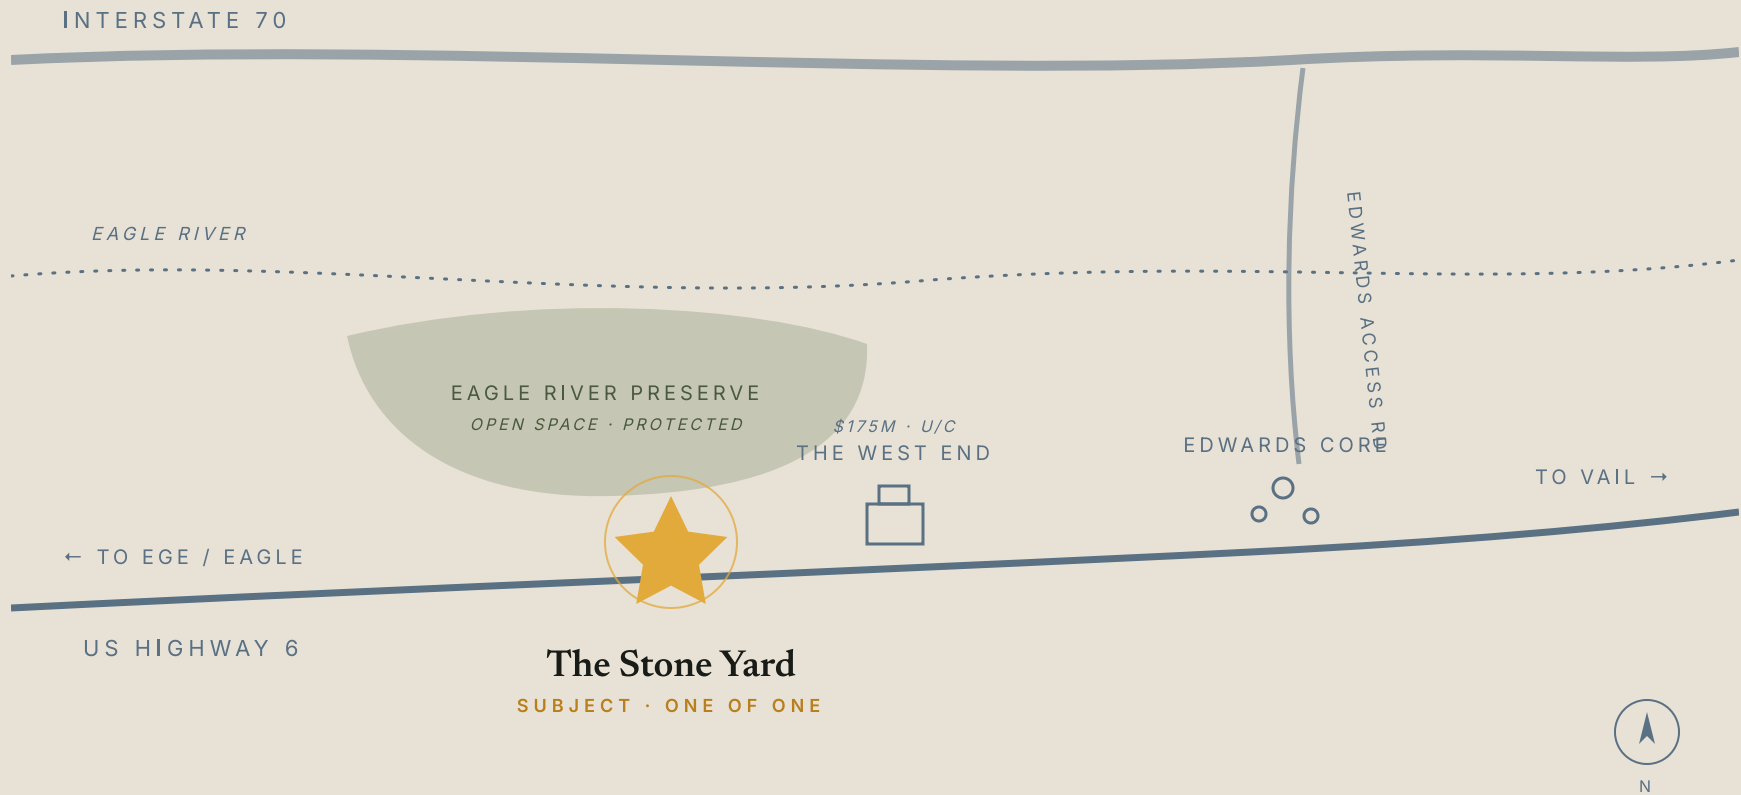 INTERSTATE 70
EDWARDS ACCESS RD
EAGLE RIVER
EAGLE RIVER PRESERVE
OPEN SPACE · PROTECTED
$175M · U/C
THE WEST END
EDWARDS CORE
TO VAIL →
← TO EGE / EAGLE
US HIGHWAY 6
The Stone Yard
SUBJECT · ONE OF ONE
N